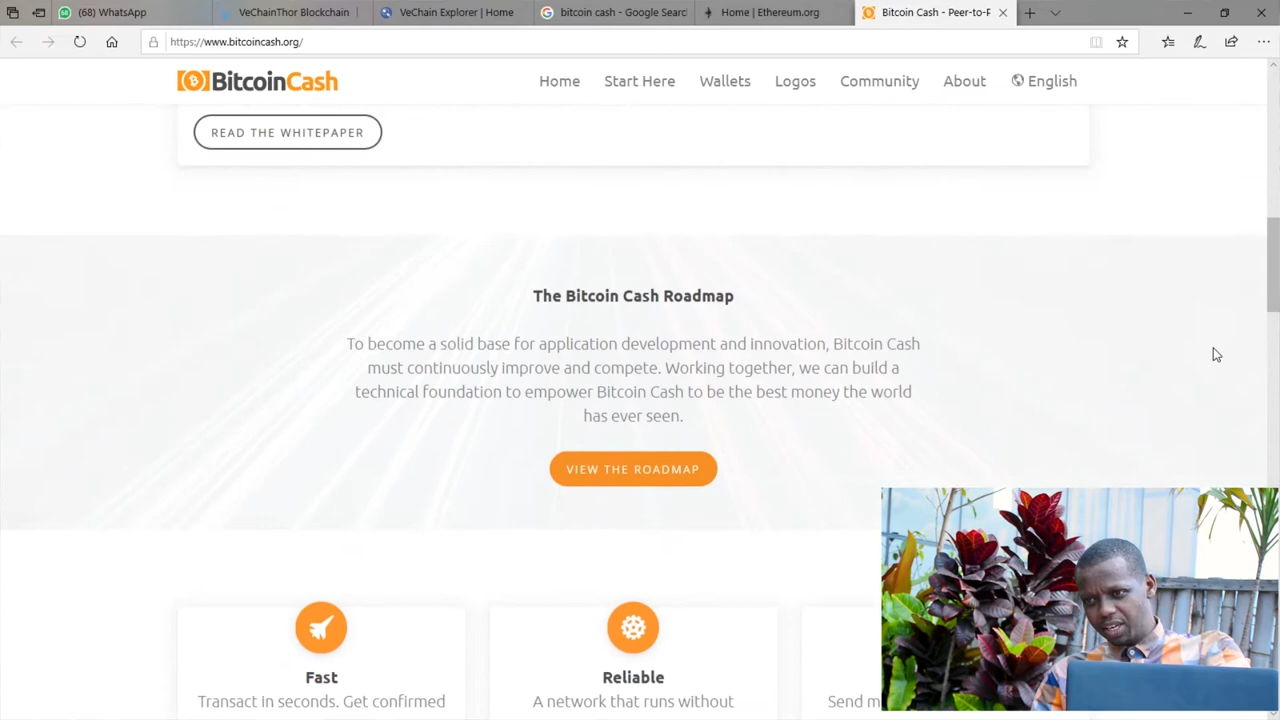 (68) WhatsApp
VeChainThor Blockchain
VeChain Explorer | Home
bitcoin cash - Google Searc
Home | Ethereum.org
Bitcoin Cash - Peer-to-P
https://www.bitcoincash.org/
BitcoinCash
Home
Start Here
Wallets
Logos
Community
About
English
READ THE WHITEPAPER
The Bitcoin Cash Roadmap
To become a solid base for application development and innovation, Bitcoin Cash
must continuously improve and compete. Working together, we can build a
technical foundation to empower Bitcoin Cash to be the best money the world
has ever seen.
VIEW THE ROADMAP
Fast
Reliable
Transact in seconds. Get confirmed
A network that runs without
Send m